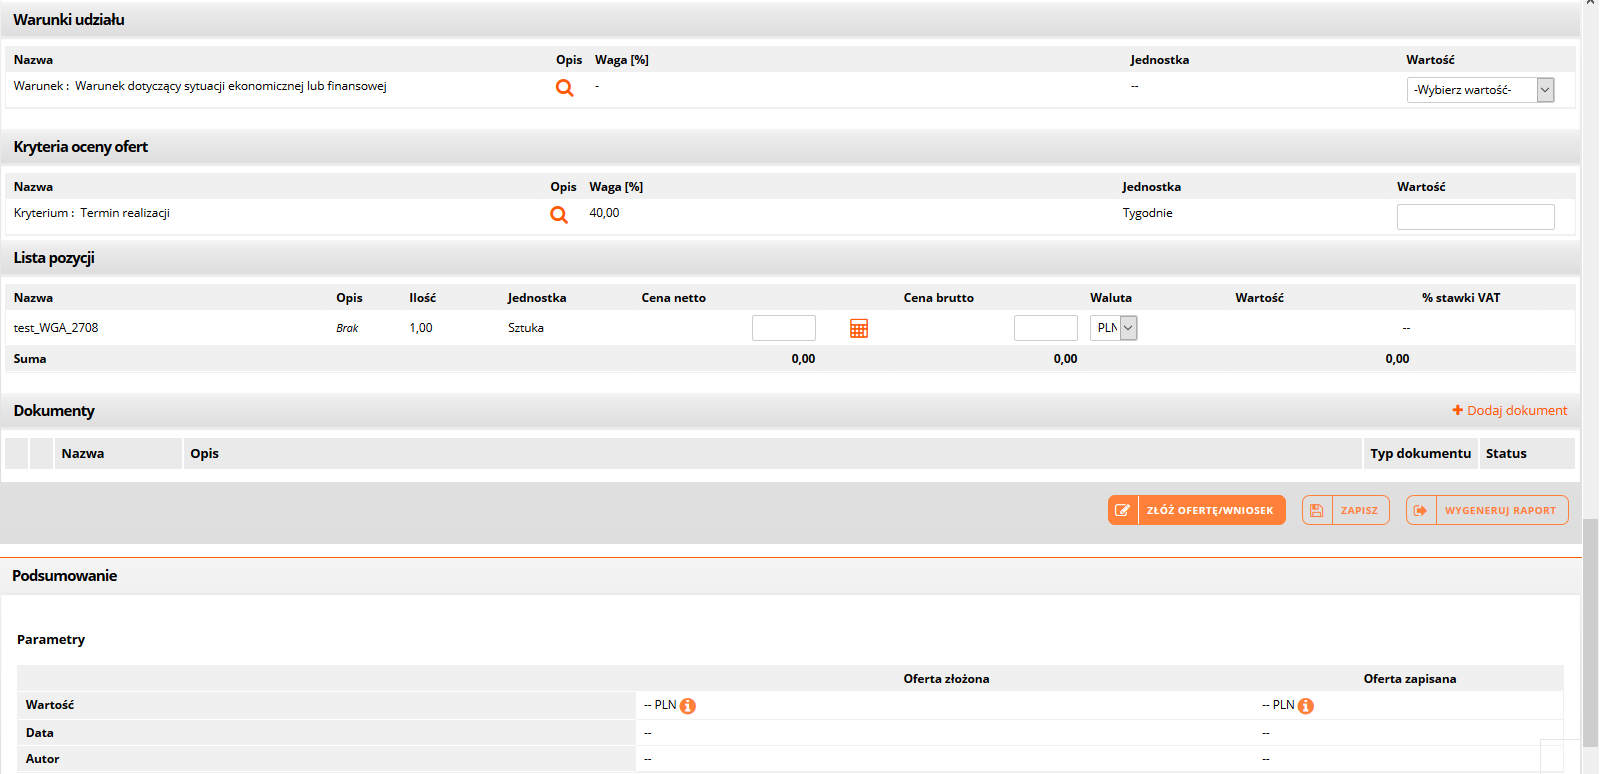 Warunki udziału
Nazwa Opis Waga [%] Jednostka Wartość
Warunek : Warunek dotyczący sytuacji ekonomicznej lub finansowej - -- -Wybierz wartość-
Kryteria oceny ofert
Nazwa Opis Waga [%] Jednostka Wartość
Kryterium : Termin realizacji 40,00 Tygodnie
Lista pozycji
Nazwa Opis Ilość Jednostka Cena netto Cena brutto Waluta Wartość % stawki VAT
test_WGA_2708 Brak 1,00 Sztuka PLN --
Suma 0,00 0,00 0,00
Dokumenty + Dodaj dokument
Nazwa Opis Typ dokumentu Status
ZŁÓŻ OFERTĘ/WNIOSEK ZAPISZ WYGENERUJ RAPORT
Podsumowanie
Parametry
Oferta złożona Oferta zapisana
Wartość -- PLN -- PLN
Data -- --
Autor -- --